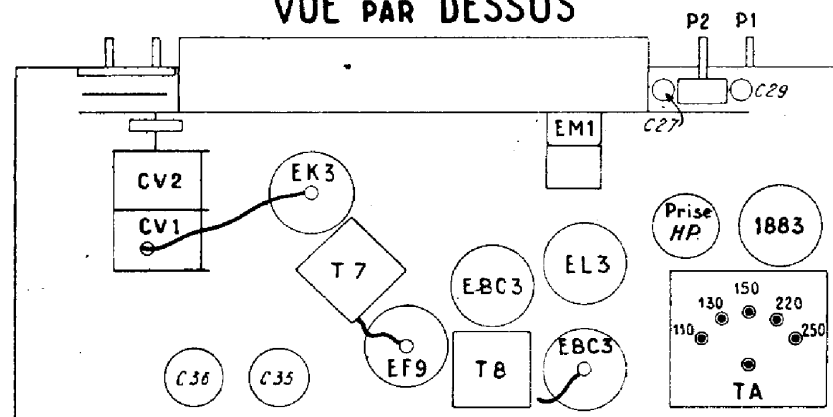 VUE PAR DESSUS
P2
P1
C29
C27
EM1
CV2
EK3
CV1
Prise
HP.
1883
T7
EBC3
EL3
150
130
220
110
250
EF9
T8
EBC3
C36
C35
TA